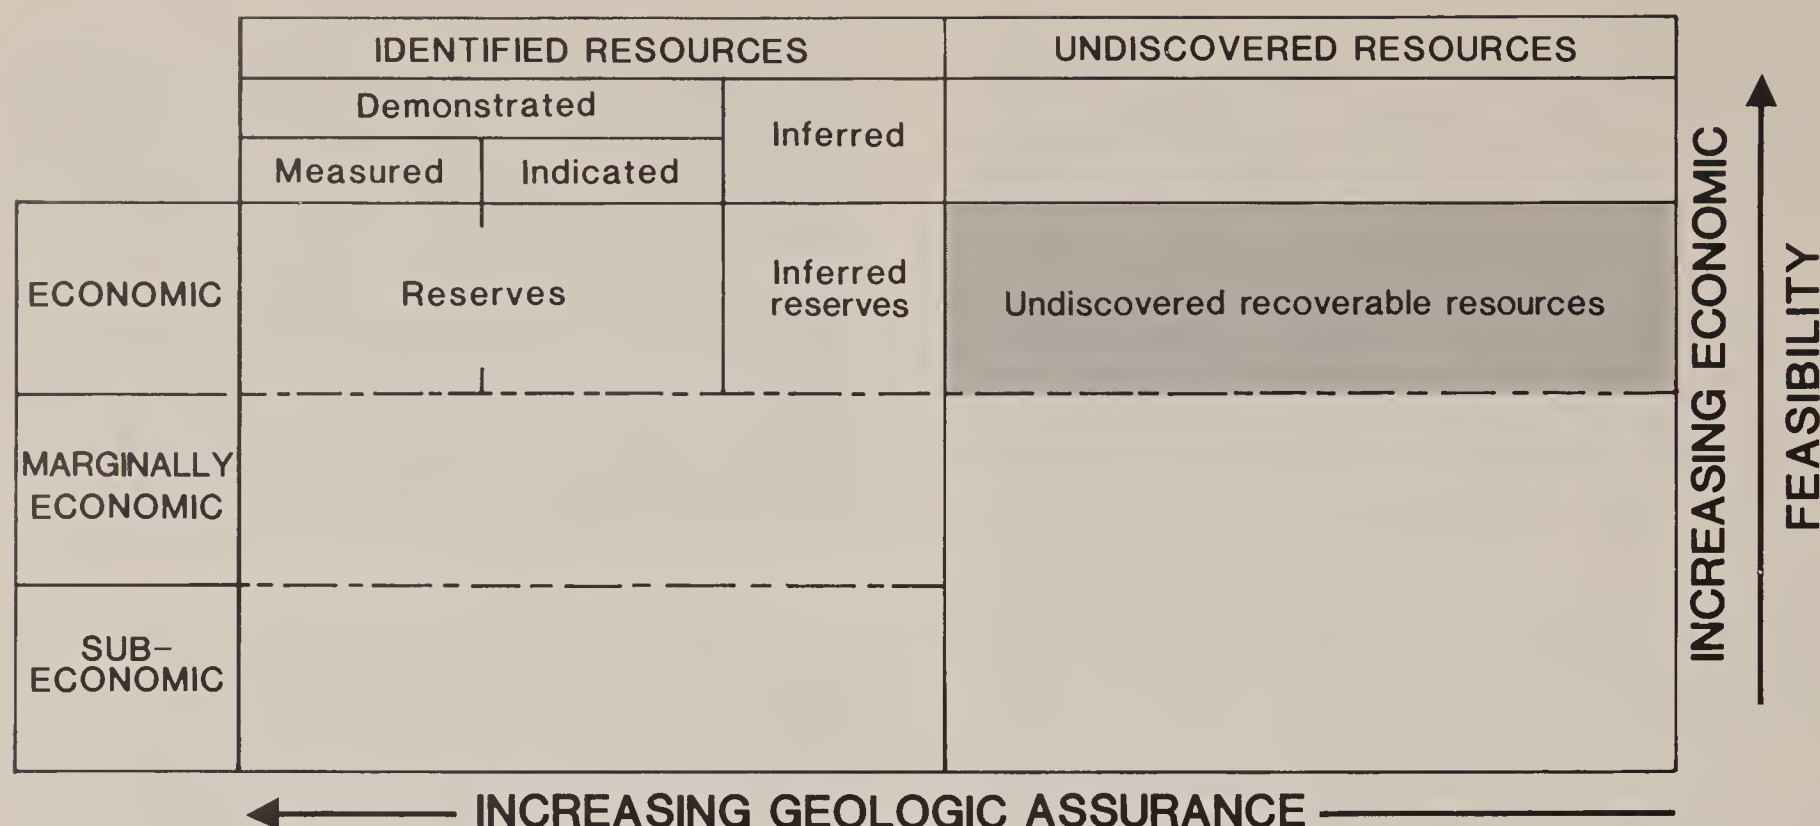 IDENTIFIED RESOURCES
UNDISCOVERED RESOURCES
Demonstrated
Inferred
Measured
Indicated
ECONOMIC
Reserves
Inferred
reserves
Undiscovered recoverable resources
MARGINALLY
ECONOMIC
SUB–
ECONOMIC
INCREASING ECONOMIC
FEASIBILITY
INCREASING GEOLOGIC ASSURANCE